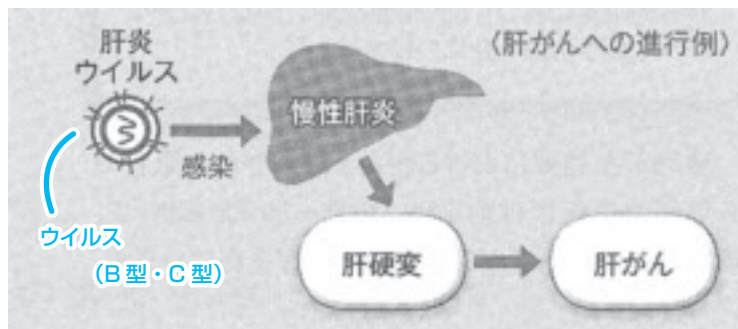 肝炎
ウイルス
(肝がんへの進行例)
慢性肝炎
感染
ウイルス
(B型・C型)
肝硬変
肝がん